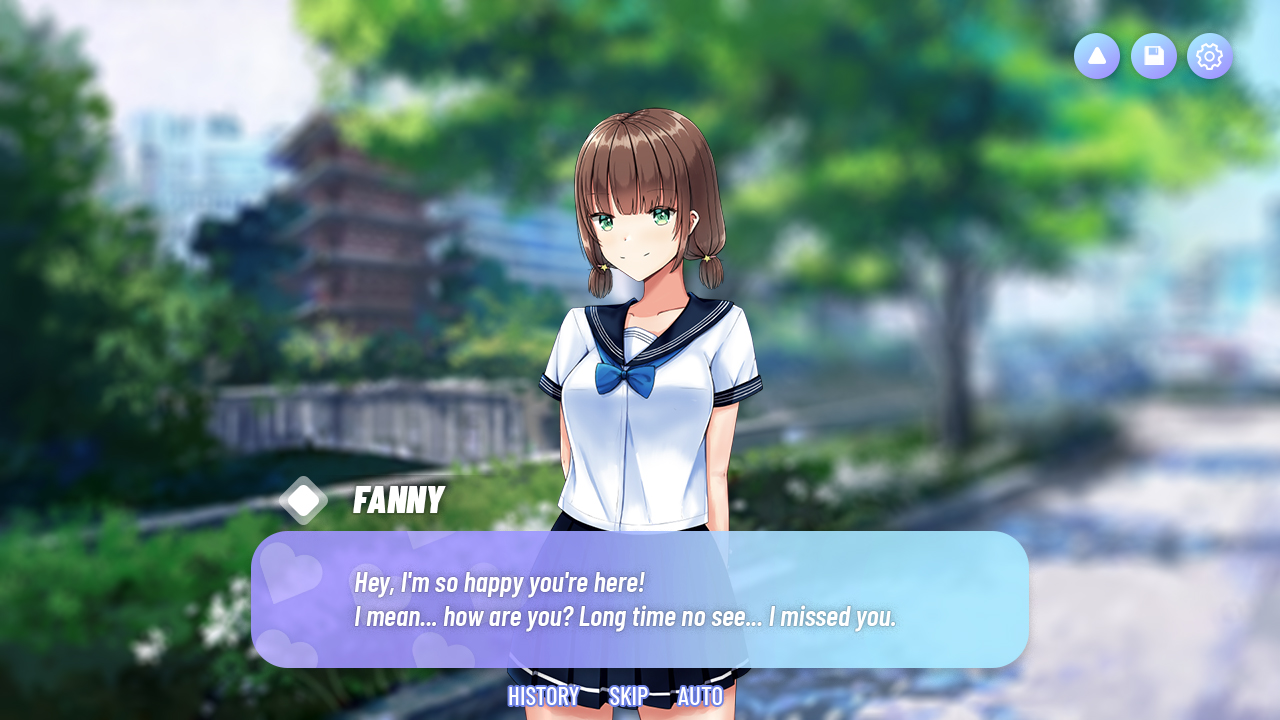 FANNY
Hey, I'm so happy you're here!
I mean... how are you? Long time no see... I missed you.
HISTORY SKIP AUTO